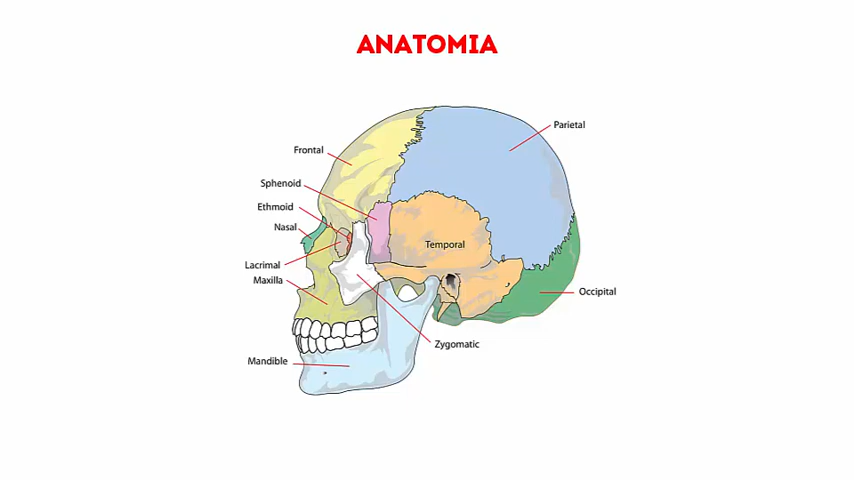 ANATOMIA
Parietal
Frontal
Sphenoid
Ethmoid
Nasal
Temporal
Lacrimal
Maxilla
Occipital
Zygomatic
Mandible